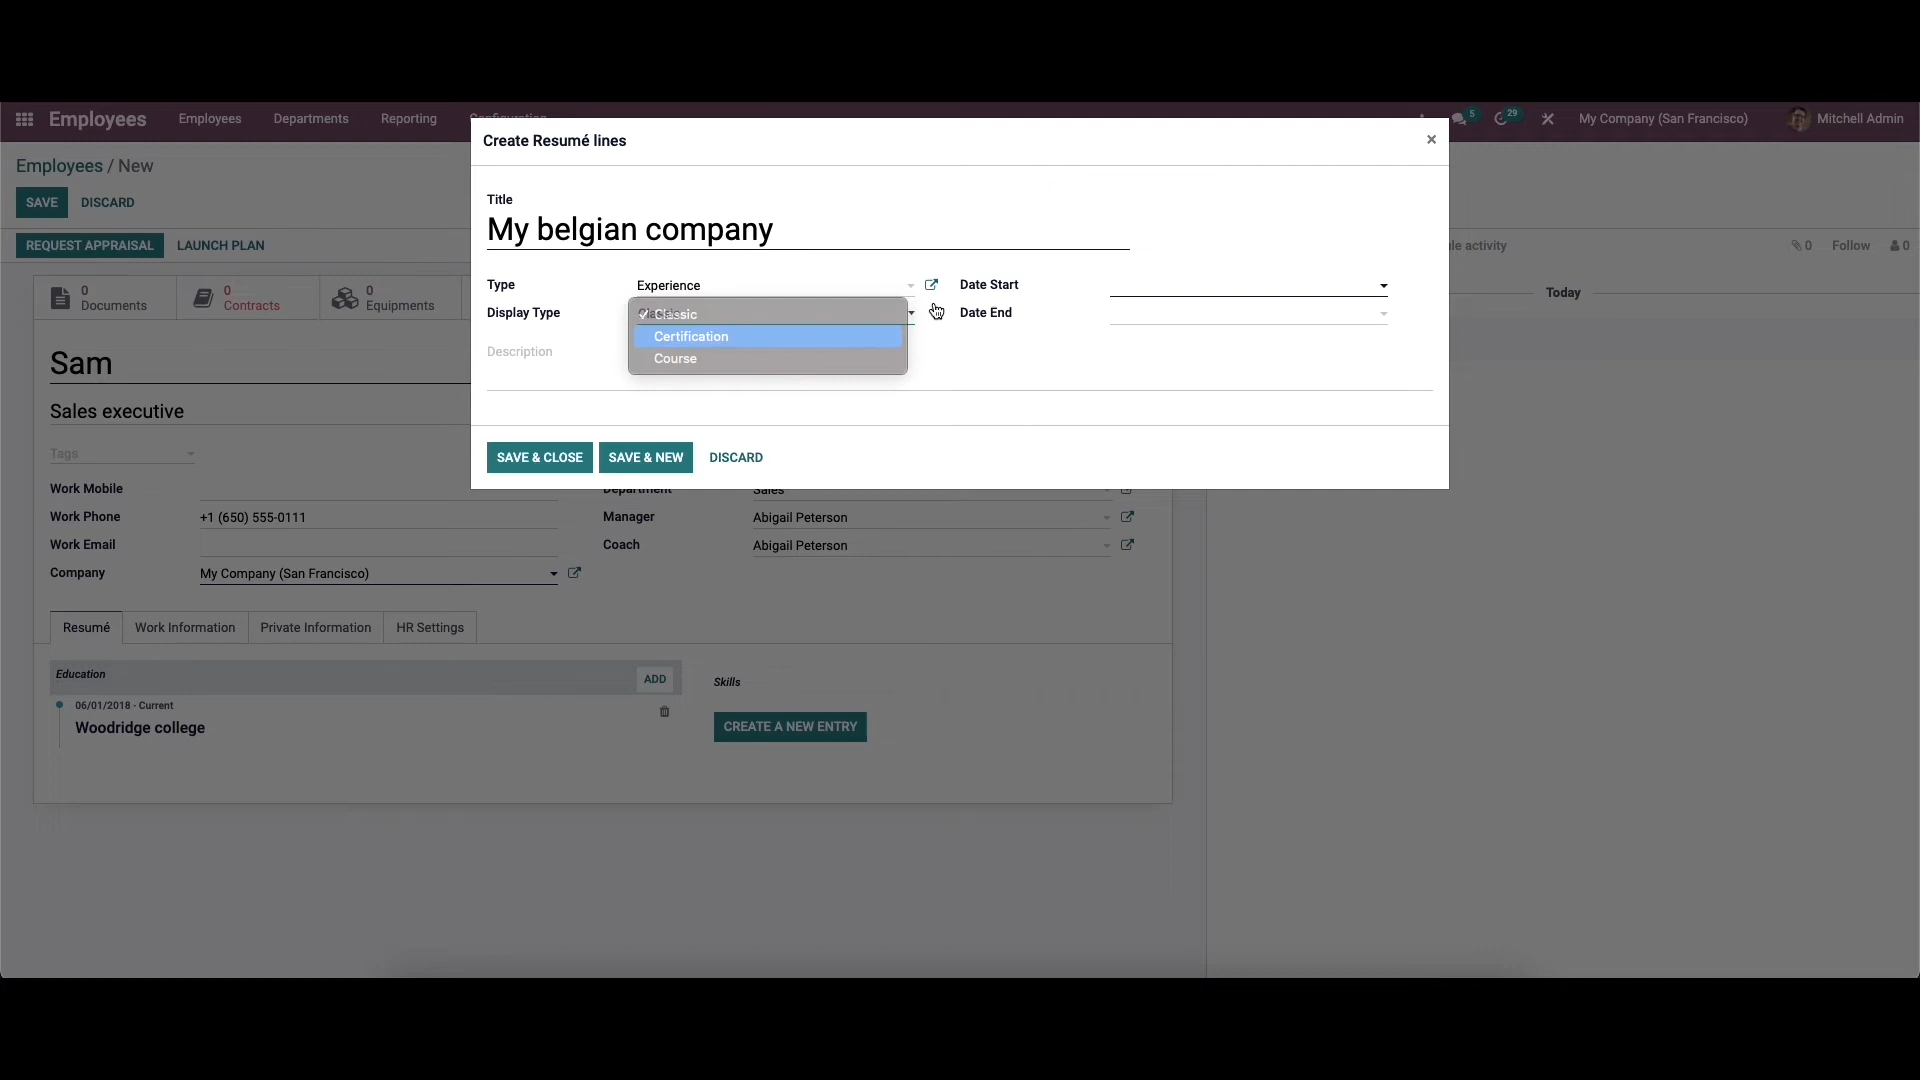 Employees Employees Departments Reporting Configuration 5 29 My Company (San Francisco) Mitchell Admin
Create Resumé lines ×
Employees / New
SAVE DISCARD
Title
My belgian company
REQUEST APPRAISAL LAUNCH PLAN
activity 0 Follow 0
Type Experience Date Start
Display Type Classic Date End
Certification
Course
Description
0 Documents
0 Contracts
0 Equipments
Today
Sam
Sales executive
Tags
SAVE & CLOSE SAVE & NEW DISCARD
Work Mobile Department Sales
Work Phone +1 (650) 555-0111 Manager Abigail Peterson
Work Email Coach Abigail Peterson
Company My Company (San Francisco)
Resumé Work Information Private Information HR Settings
Education ADD Skills
06/01/2018 - Current
Woodridge college
CREATE A NEW ENTRY